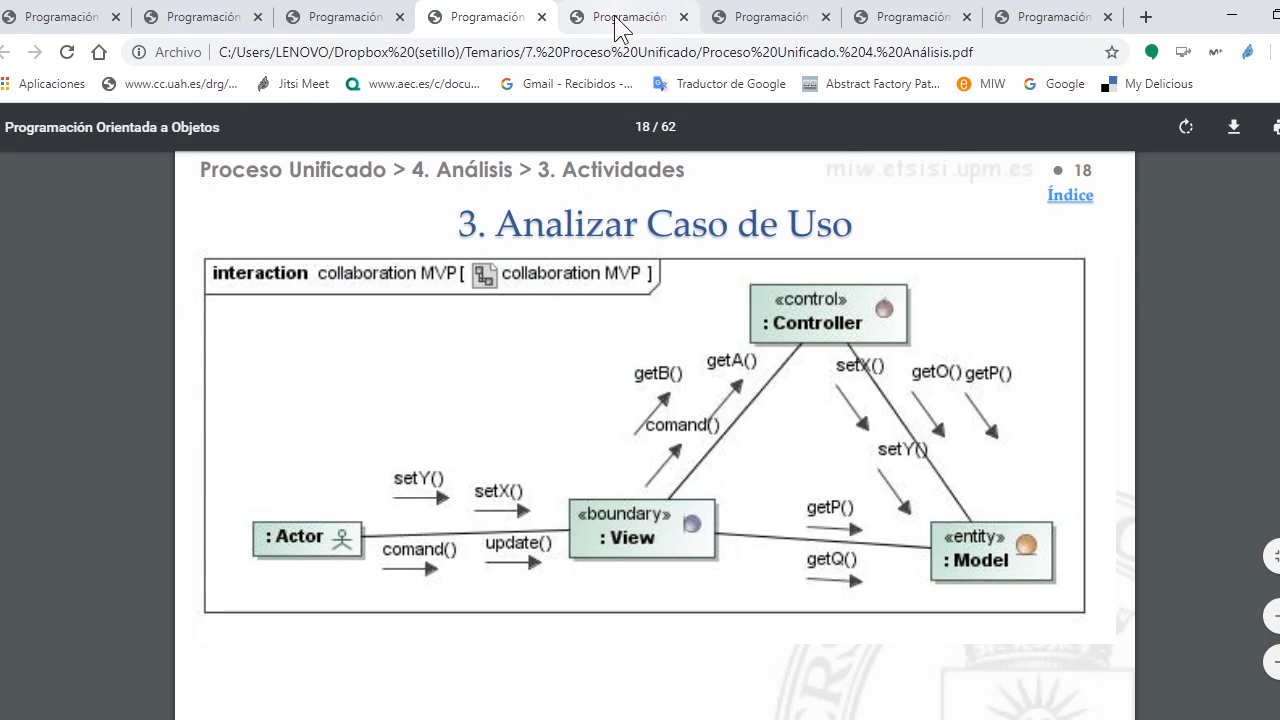 Programación
Programación
Programación
Programación
Programación
Programación
Programación
Programación
Archivo C:/Users/LENOVO/Dropbox%20(setillo)/Temarios/7.%20Proceso%20Unificado/Proceso%20Unificado.%204.%20Análisis.pdf
Aplicaciones www.cc.uah.es/drg/... Jitsi Meet www.aei.es/c/docu... Gmail - Recibidos -... Traductor de Google Abstract Factory Pat... MIW Google My Delicious
Programación Orientada a Objetos 18 / 62
Proceso Unificado > 4. Análisis > 3. Actividades miw.etsisi.upm.es • 18
Índice
3. Analizar Caso de Uso
interaction collaboration MVP [ collaboration MVP ]
«control»
: Controller
getA()
getB()
setX()
getO() getP()
comand()
setY()
setY()
setX()
«boundary»
: View
getP()
: Actor
comand()
update()
«entity»
: Model
getQ()